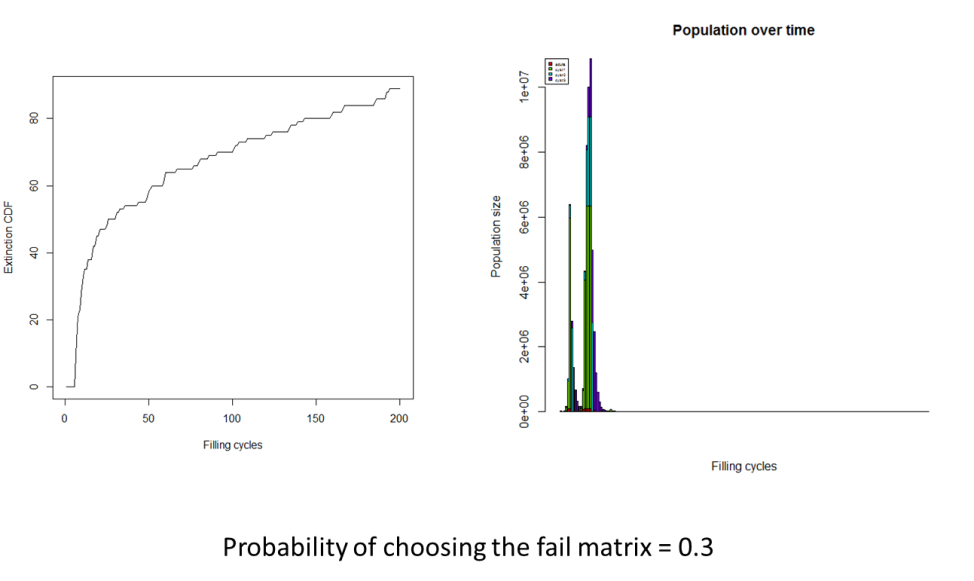 Population over time
Extinction CDF
0
20
40
60
80
0
50
100
150
200
Filling cycles
Population size
0e+00
2e+06
4e+06
6e+06
8e+06
1e+07
Filling cycles
Probability of choosing the fail matrix = 0.3